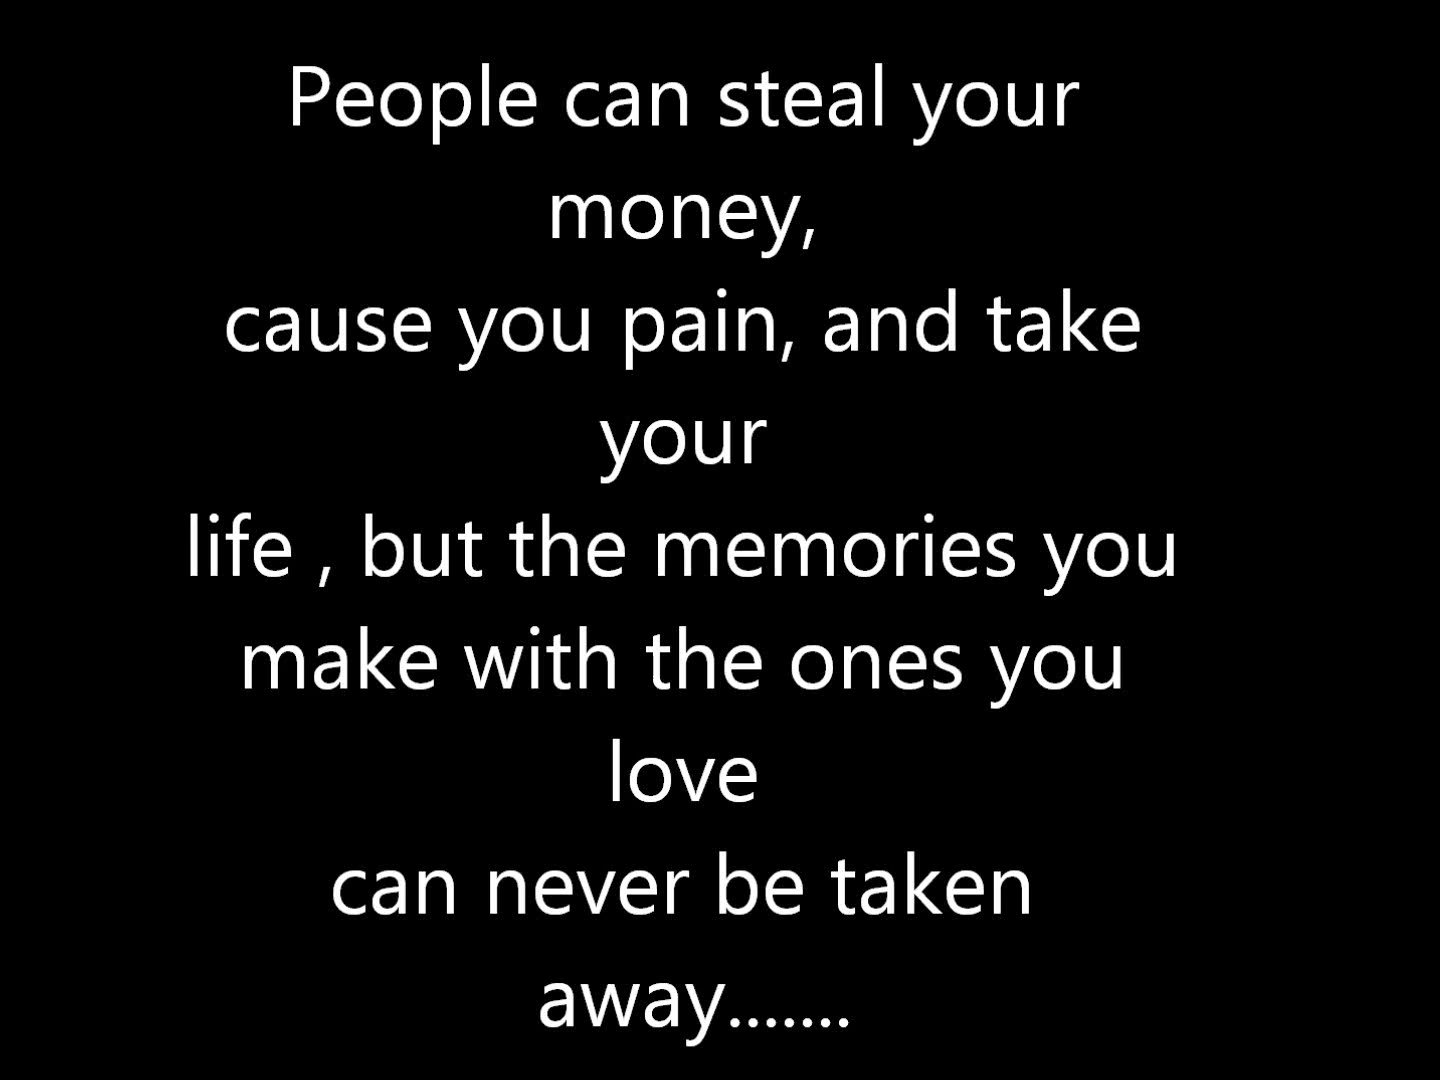 People can steal your
money,
cause you pain, and take
your
life , but the memories you
make with the ones you
love
can never be taken
away.......